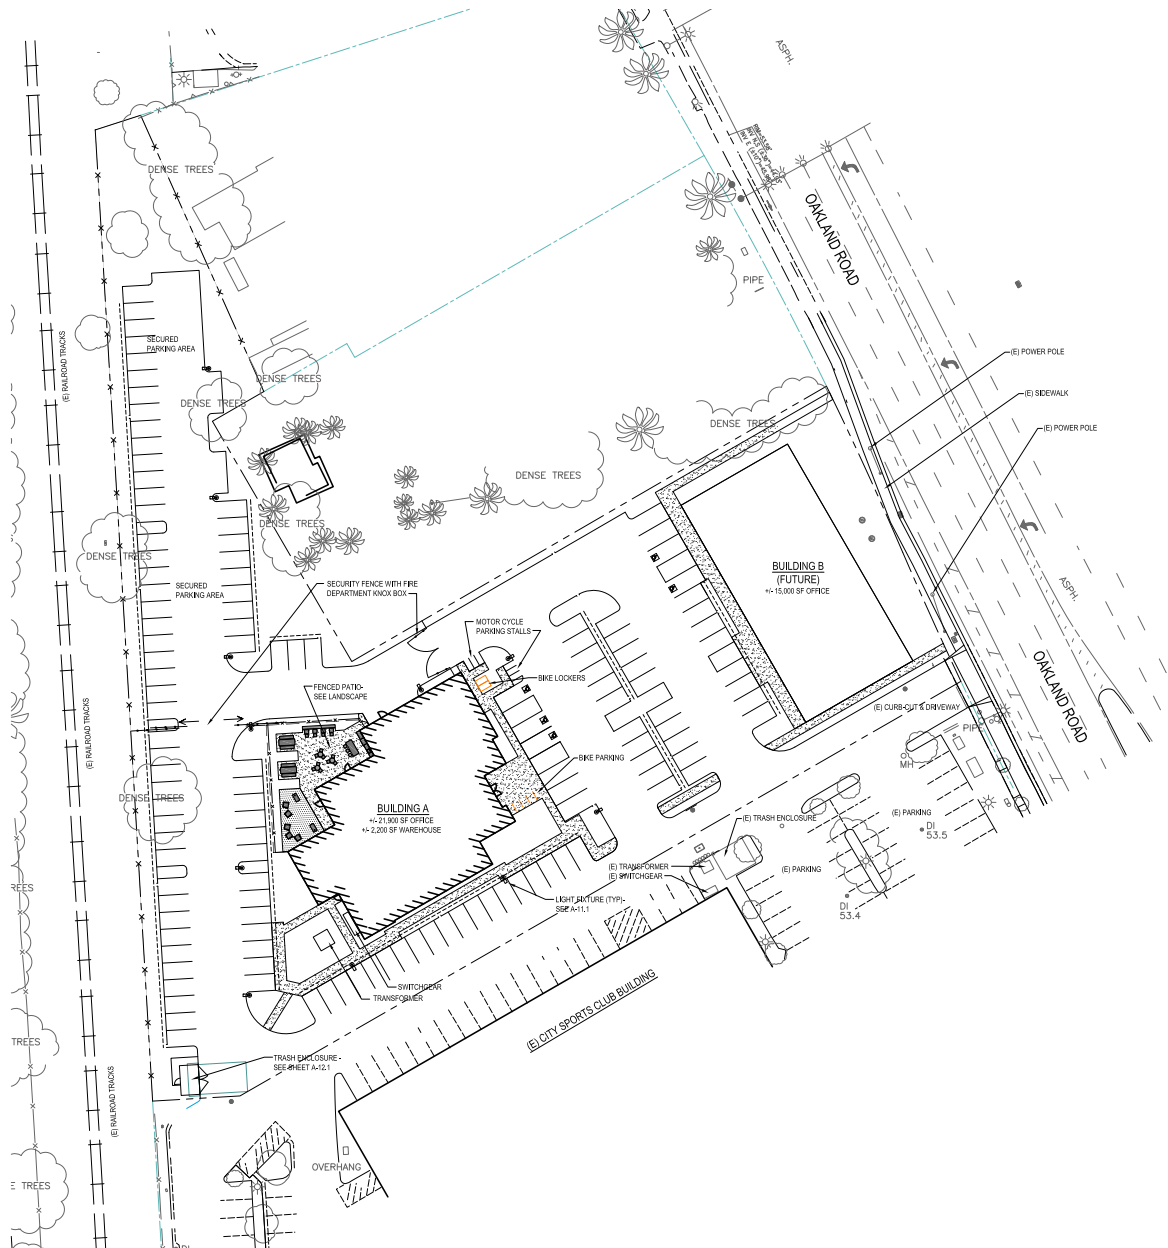 ASPH.
DENSE TREES
OAKLAND ROAD
PIPE
SECURED
PARKING AREA
(E) RAILROAD TRACKS
(E) POWER POLE
DENSE TREES
(E) SIDEWALK
DENSE TREES
DENSE TREES
(E) POWER POLE
DENSE TREES
DENSE TREES
DENSE TREES
BUILDING B
(FUTURE)
+/- 15,000 SF OFFICE
ASPH.
SECURED
PARKING AREA
SECURITY FENCE WITH FIRE
DEPARTMENT KNOX BOX
MOTOR CYCLE
PARKING STALLS
OAKLAND ROAD
BIKE LOCKERS
FENCED PATIO-
SEE LANDSCAPE
(E) CURB CUT & DRIVEWAY
(E) RAILROAD TRACKS
PIPE
BIKE PARKING
MH
DENSE TREES
BUILDING A
+/- 21,900 SF OFFICE
+/- 2,200 SF WAREHOUSE
(E) TRASH ENCLOSURE
(E) PARKING
DI
53.5
(E) TRANSFORMER
(E) SWITCHGEAR
(E) PARKING
LIGHT FIXTURE (TYP)-
SEE A-11.1
DI
53.4
REES
SWITCHGEAR
TRANSFORMER
(E) CITY SPORTS CLUB BUILDING
TREES
TRASH ENCLOSURE -
SEE SHEET A-12.1
(E) RAILROAD TRACKS
OVERHANG
E TREES
DI